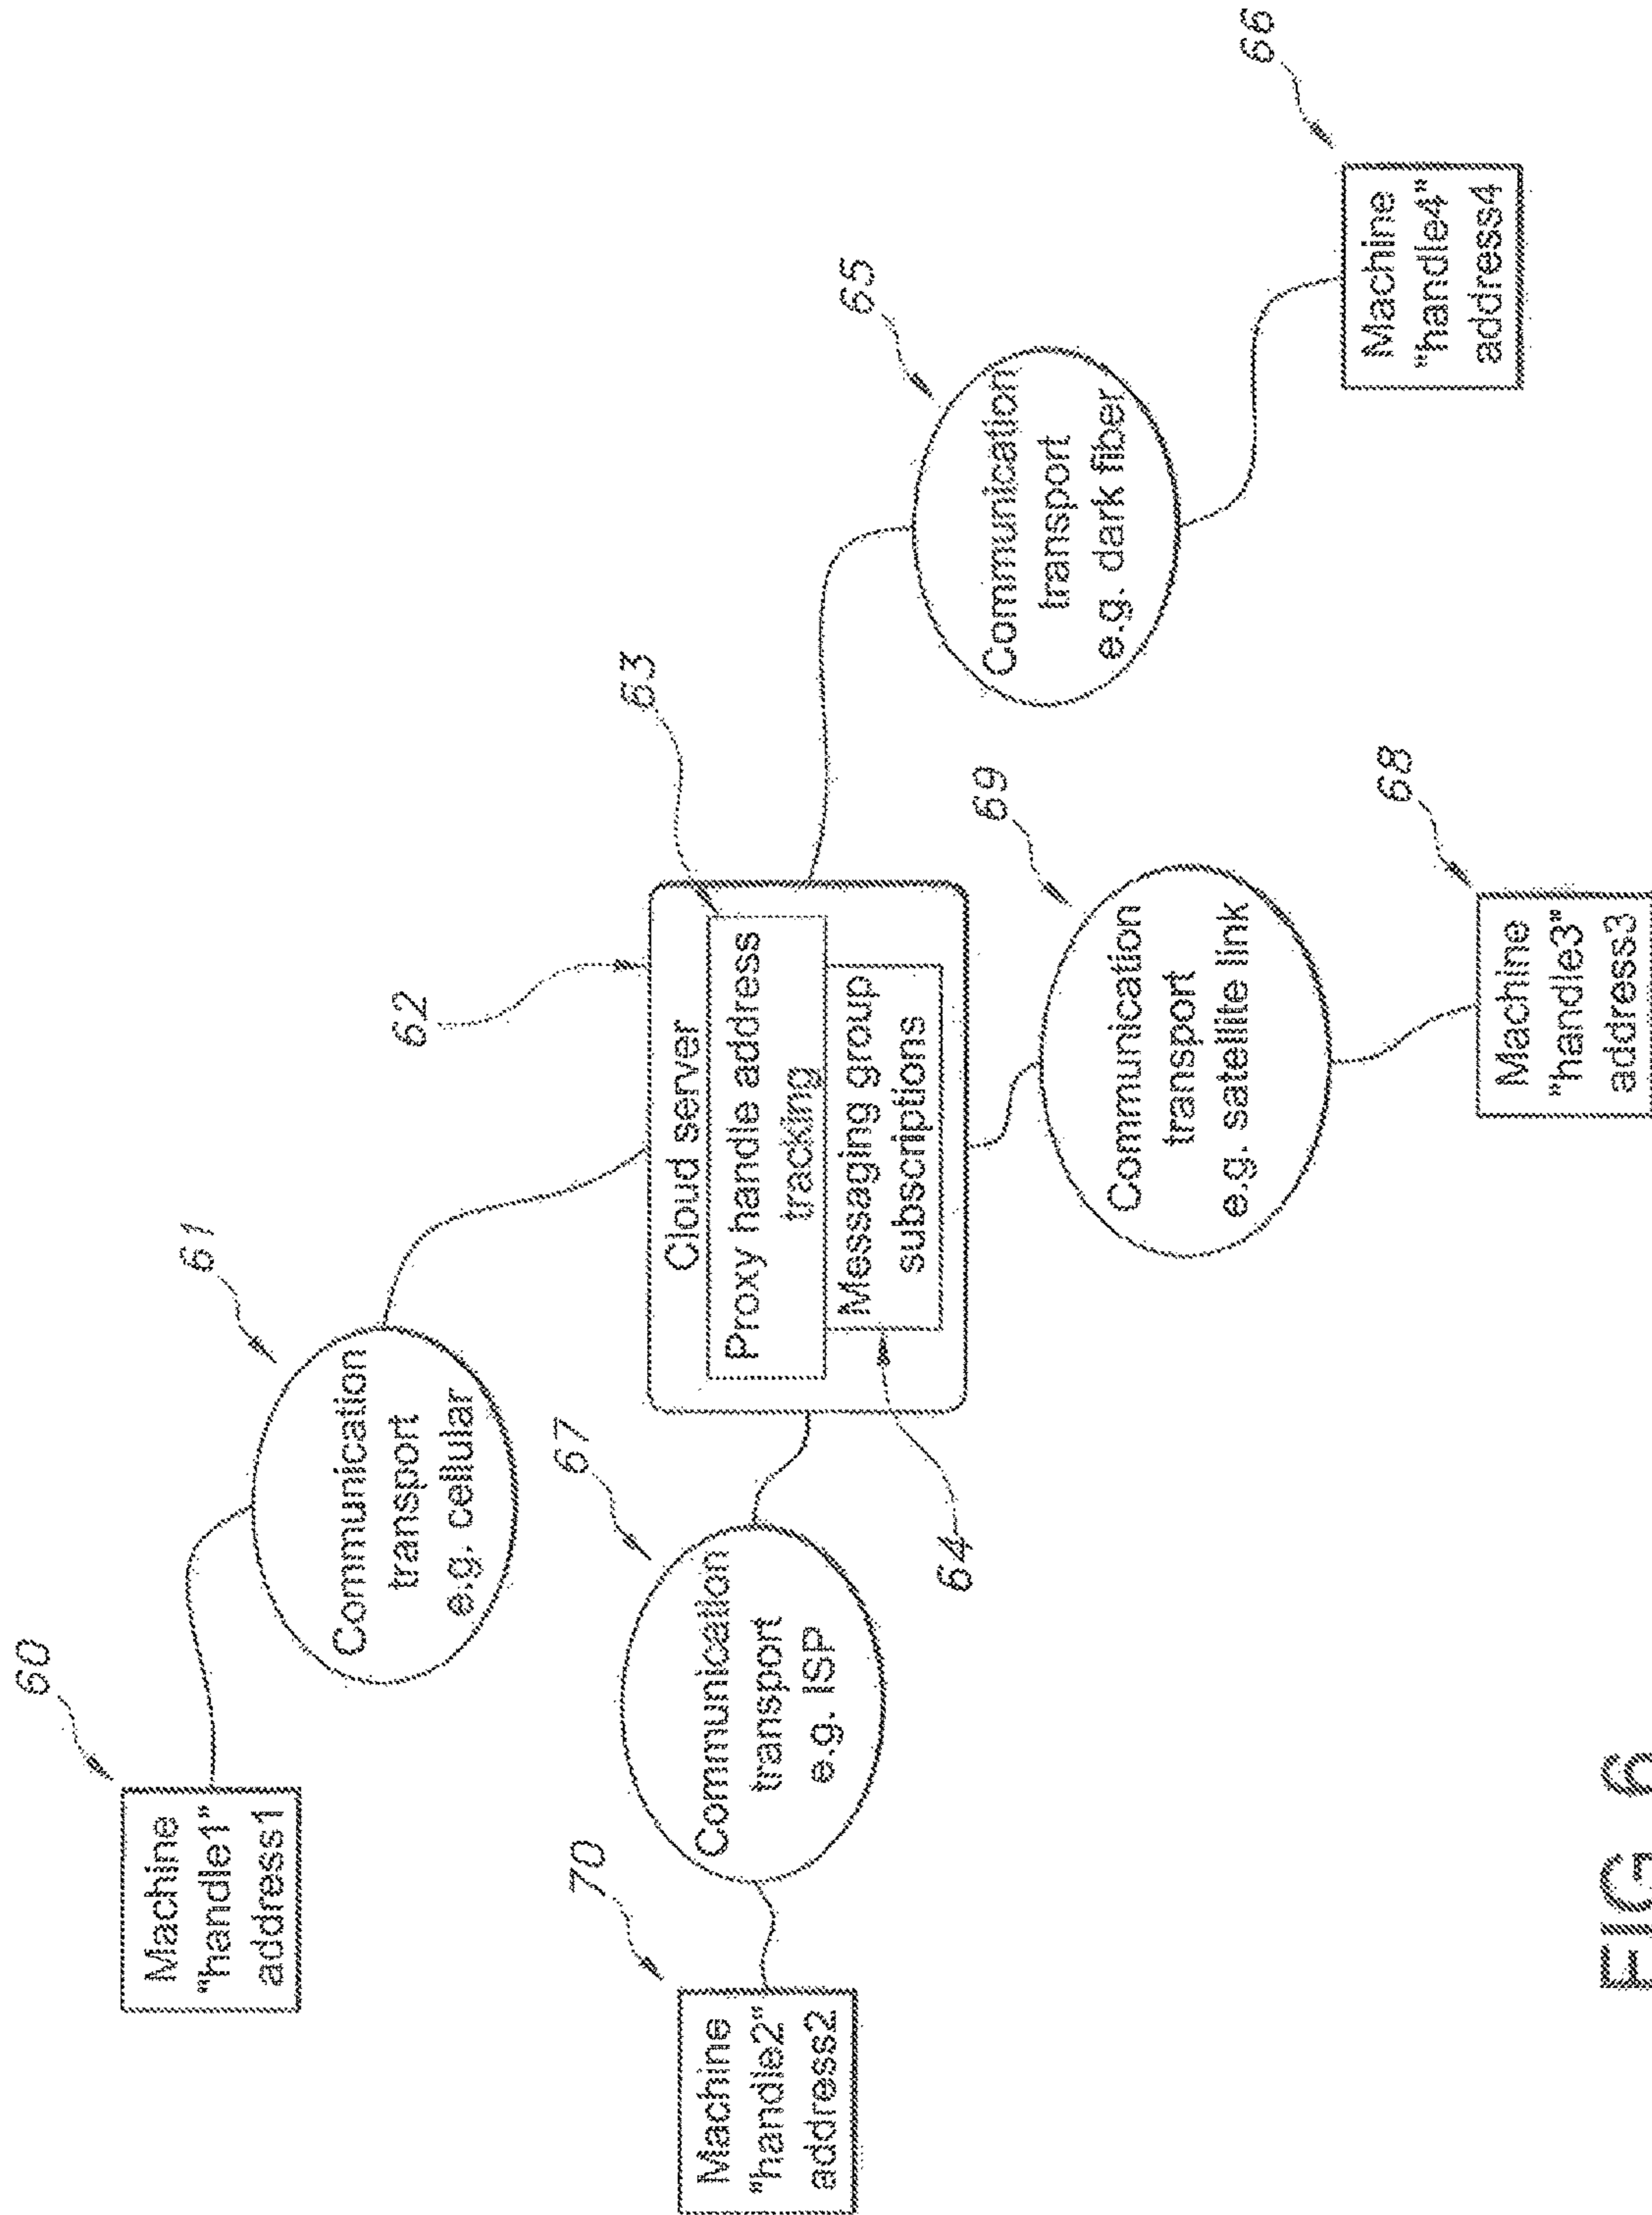 60
Machine
"handle1"
address1
61
Communication
transport
e.g. cellular
62
Cloud server
63
Proxy handle address
tracking
Messaging group
subscriptions
64
70
Machine
"handle2"
address2
67
Communication
transport
e.g. ISP
69
Communication
transport
e.g. satellite link
68
Machine
"handle3"
address3
65
Communication
transport
e.g. dark fiber
66
Machine
"handle4"
address4
FIG 6